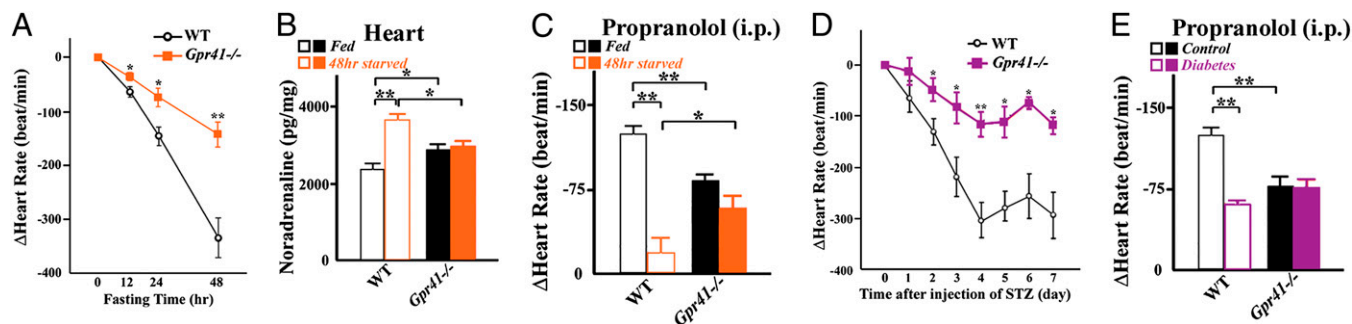 A
WT
Gpr41-/-
ΔHeart Rate (beat/min)
0
-100
-200
-300
-400
*
*
**
0 12 24 48
Fasting Time (hr)
B
Heart
Fed
48hr starved
Noradrenaline (pg/mg)
4000
2000
0
*
** *
WT
Gpr41-/-
C
Propranolol (i.p.)
Fed
48hr starved
ΔHeart Rate (beat/min)
-150
-75
0
**
**
*
WT
Gpr41-/-
D
WT
Gpr41-/-
ΔHeart Rate (beat/min)
0
-100
-200
-300
-400
* * ** * * *
0 1 2 3 4 5 6 7
Time after injection of STZ (day)
E
Propranolol (i.p.)
Control
Diabetes
ΔHeart Rate (beat/min)
-150
-75
0
**
**
WT
Gpr41-/-